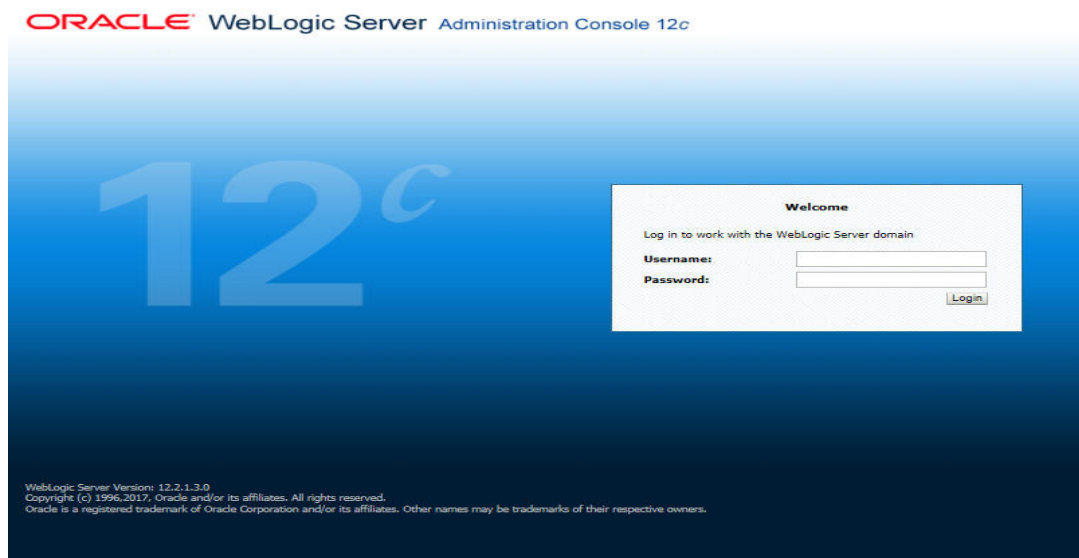 ORACLE WebLogic Server Administration Console 12c
12c
Welcome
Log in to work with the WebLogic Server domain
Username:
Password:
Login
WebLogic Server Version: 12.2.1.3.0
Copyright (c) 1996,2017, Oracle and/or its affiliates. All rights reserved.
Oracle is a registered trademark of Oracle Corporation and/or its affiliates. Other names may be trademarks of their respective owners.